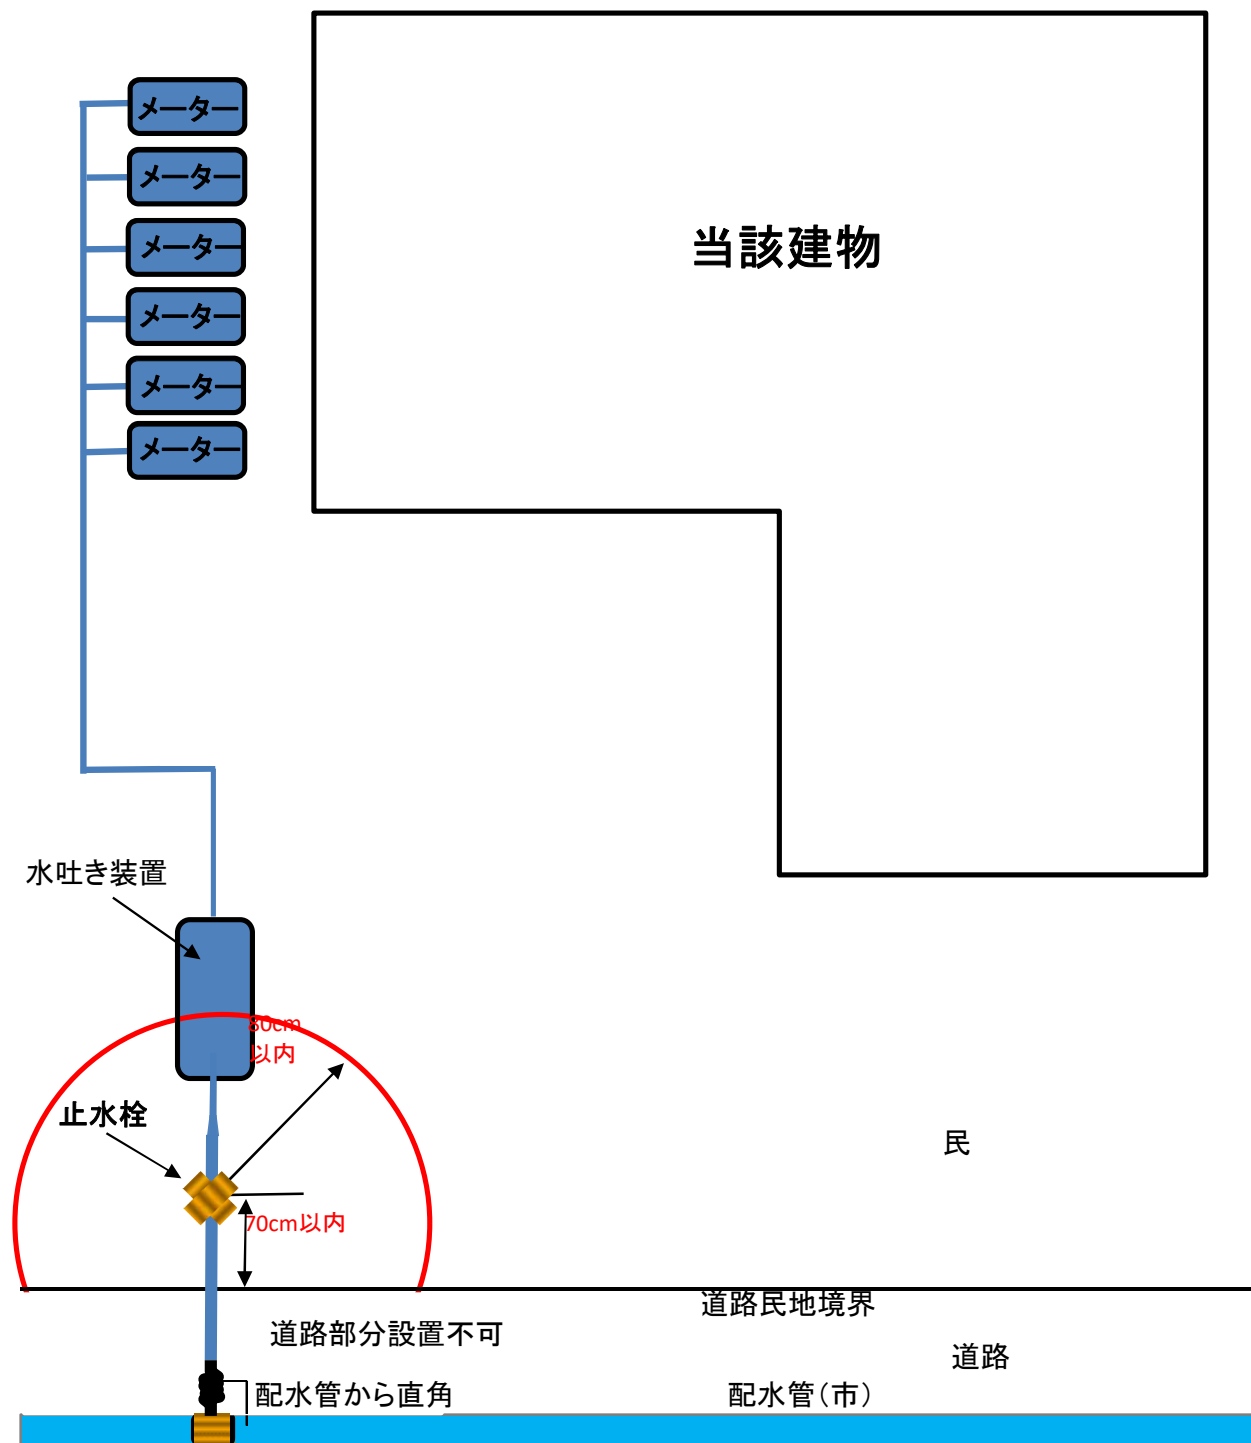 メーター
メーター
メーター
メーター
メーター
メーター
当該建物
水吐き装置
80cm
以内
止水栓
70cm以内
民
道路民地境界
道路部分設置不可
道路
配水管から直角
配水管（市）